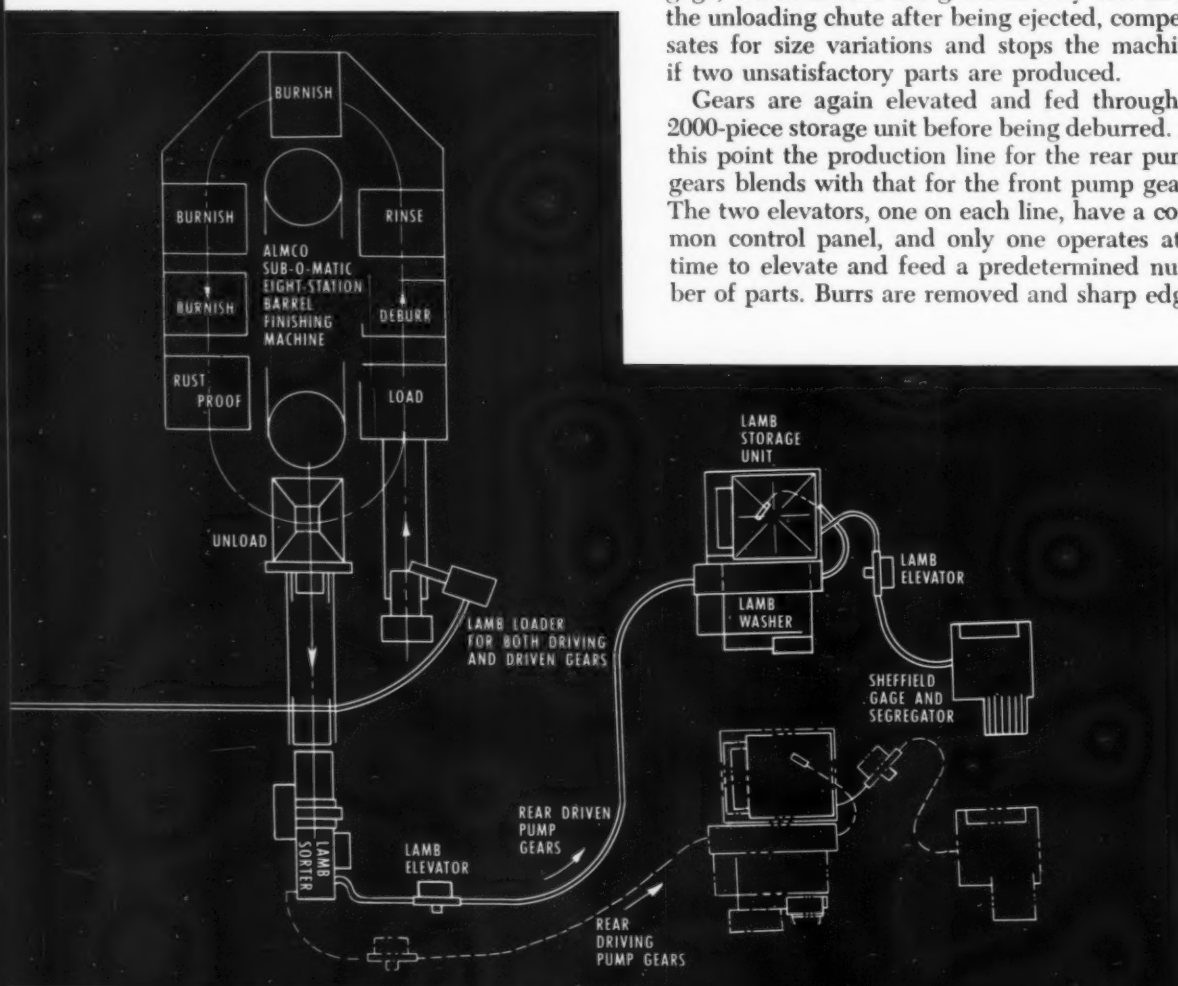 the unloading chute after being ejected, compe
sates for size variations and stops the machi
if two unsatisfactory parts are produced.
Gears are again elevated and fed through
2000-piece storage unit before being deburred.
this point the production line for the rear pur
gears blends with that for the front pump gea
The two elevators, one on each line, have a co
mon control panel, and only one operates at
time to elevate and feed a predetermined nu
ber of parts. Burrs are removed and sharp edg
BURNISH
BURNISH
RINSE
ALMCO
SUB-O-MATIC
EIGHT-STATION
BARREL
FINISHING
MACHINE
BURNISH
DEBURR
RUST
PROOF
LOAD
UNLOAD
LAMB LOADER
FOR BOTH DRIVING
AND DRIVEN GEARS
LAMB
STORAGE
UNIT
LAMB
ELEVATOR
LAMB
WASHER
SHEFFIELD
GAGE AND
SEGREGATOR
REAR DRIVEN
PUMP
GEARS
LAMB
ELEVATOR
LAMB
SORTER
REAR
DRIVING
PUMP GEARS